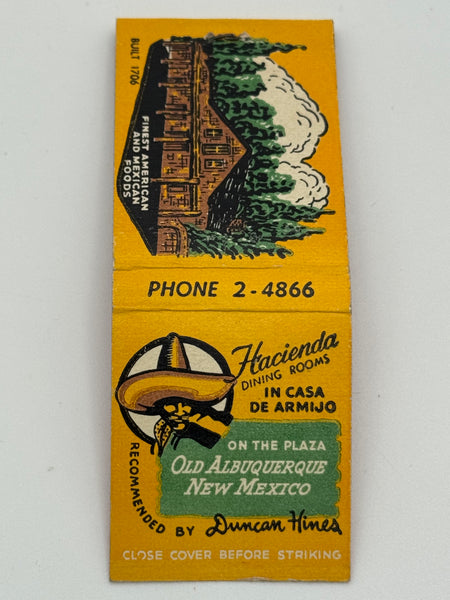 BUILT 1706
FINEST AMERICAN
AND MEXICAN
FOODS
PHONE 2-4866
Hacienda
DINING ROOMS
IN CASA
DE ARMIJO
ON THE PLAZA
OLD ALBUQUERQUE
NEW MEXICO
RECOMMENDED BY Duncan Hines
CLOSE COVER BEFORE STRIKING